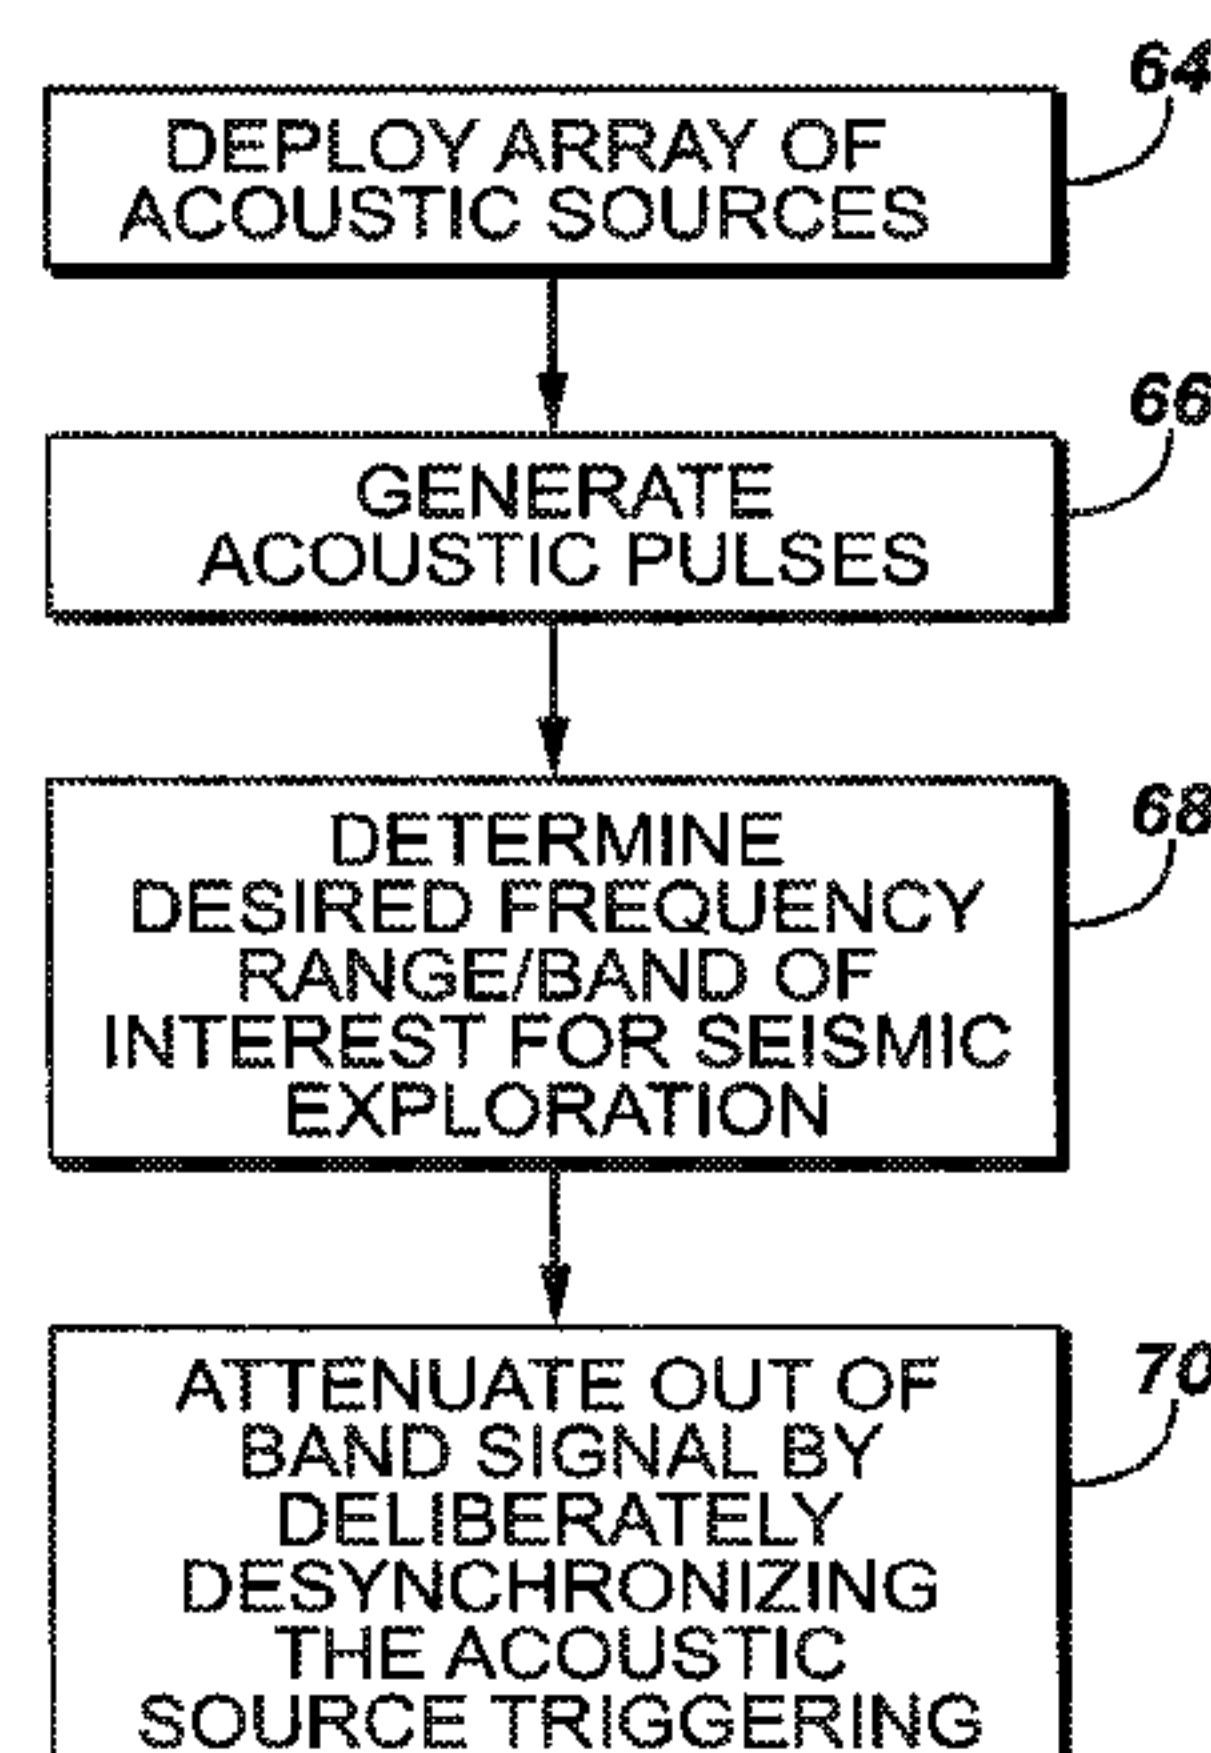 64
DEPLOY ARRAY OF
ACOUSTIC SOURCES
66
GENERATE
ACOUSTIC PULSES
68
DETERMINE
DESIRED FREQUENCY
RANGE/BAND OF
INTEREST FOR SEISMIC
EXPLORATION
70
ATTENUATE OUT OF
BAND SIGNAL BY
DELIBERATELY
DESYNCHRONIZING
THE ACOUSTIC
SOURCE TRIGGERING